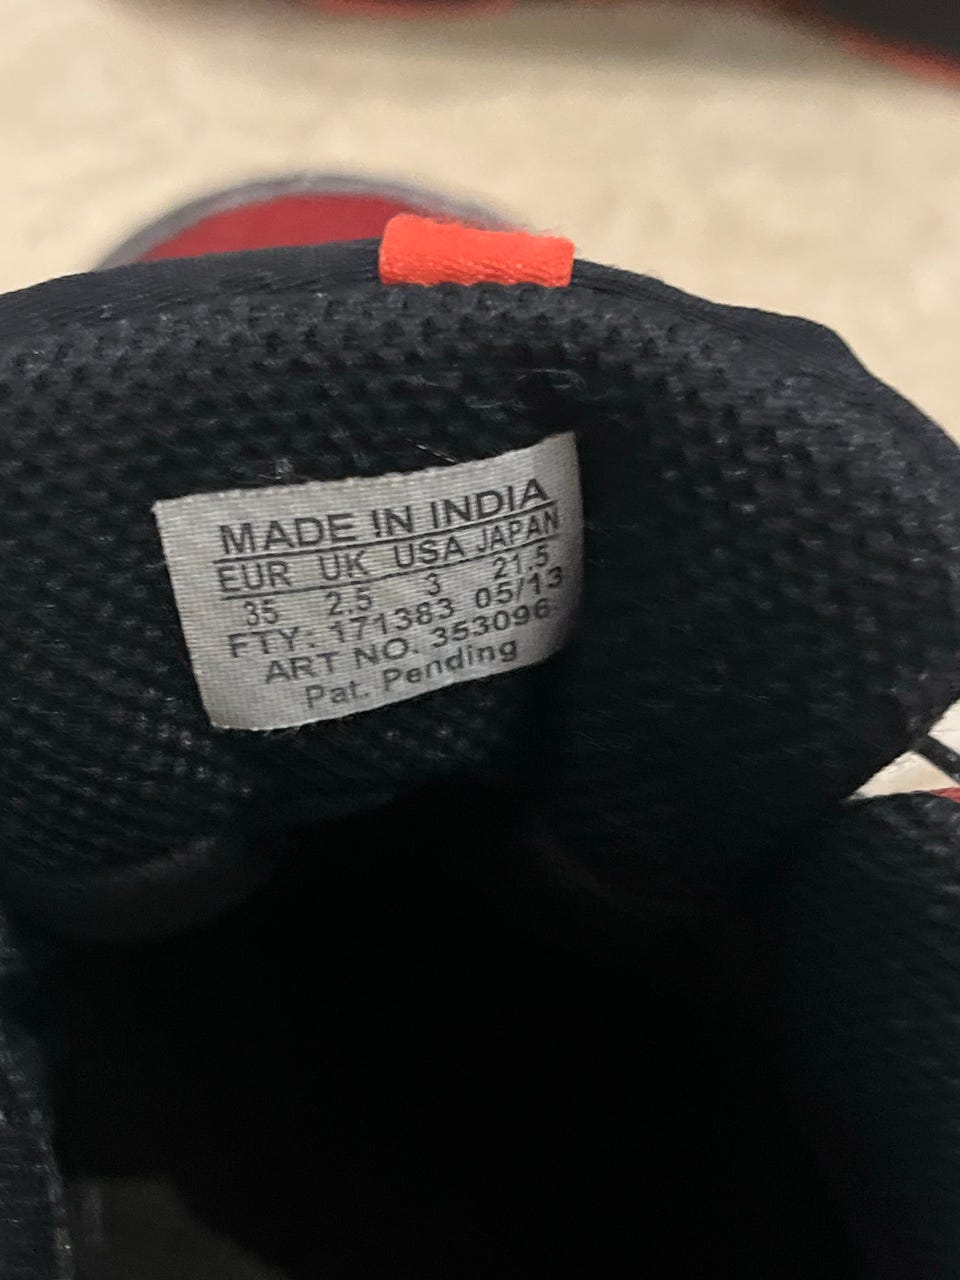 MADE IN INDIA
EUR UK USA JAPAN
35 2.5 3 21.5
FTY: 171383 05/13
ART NO. 353096
Pat. Pending